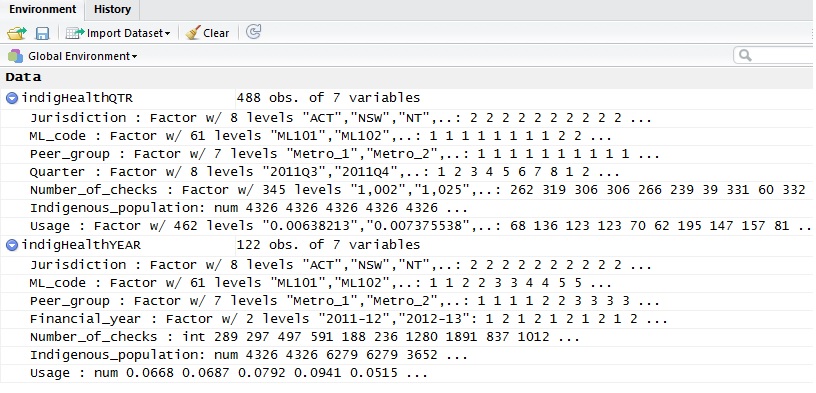 Environment History
Import Dataset Clear
Global Environment
Data
indigHealthQTR 488 obs. of 7 variables
Jurisdiction : Factor w/ 8 levels "ACT","NSW","NT",..: 2 2 2 2 2 2 2 2 2 2 ...
ML_code : Factor w/ 61 levels "ML101","ML102",..: 1 1 1 1 1 1 1 1 2 2 ...
Peer_group : Factor w/ 7 levels "Metro_1","Metro_2",..: 1 1 1 1 1 1 1 1 1 1 ...
Quarter : Factor w/ 8 levels "2011Q3","2011Q4",..: 1 2 3 4 5 6 7 8 1 2 ...
Number_of_checks : Factor w/ 345 levels "1,002","1,025",..: 262 319 306 306 266 239 39 331 60 332
Indigenous_population: num 4326 4326 4326 4326 4326 ...
Usage : Factor w/ 462 levels "0.00638213","0.007375538",..: 68 136 123 123 70 62 195 147 157 81 ..
indigHealthYEAR 122 obs. of 7 variables
Jurisdiction : Factor w/ 8 levels "ACT","NSW","NT",..: 2 2 2 2 2 2 2 2 2 2 ...
ML_code : Factor w/ 61 levels "ML101","ML102",..: 1 1 2 2 3 3 4 4 5 5 ...
Peer_group : Factor w/ 7 levels "Metro_1","Metro_2",..: 1 1 1 1 2 2 3 3 3 3 ...
Financial_year : Factor w/ 2 levels "2011-12","2012-13": 1 2 1 2 1 2 1 2 1 2 ...
Number_of_checks : int 289 297 497 591 188 236 1280 1891 837 1012 ...
Indigenous_population: num 4326 4326 6279 6279 3652 ...
Usage : num 0.0668 0.0687 0.0792 0.0941 0.0515 ...